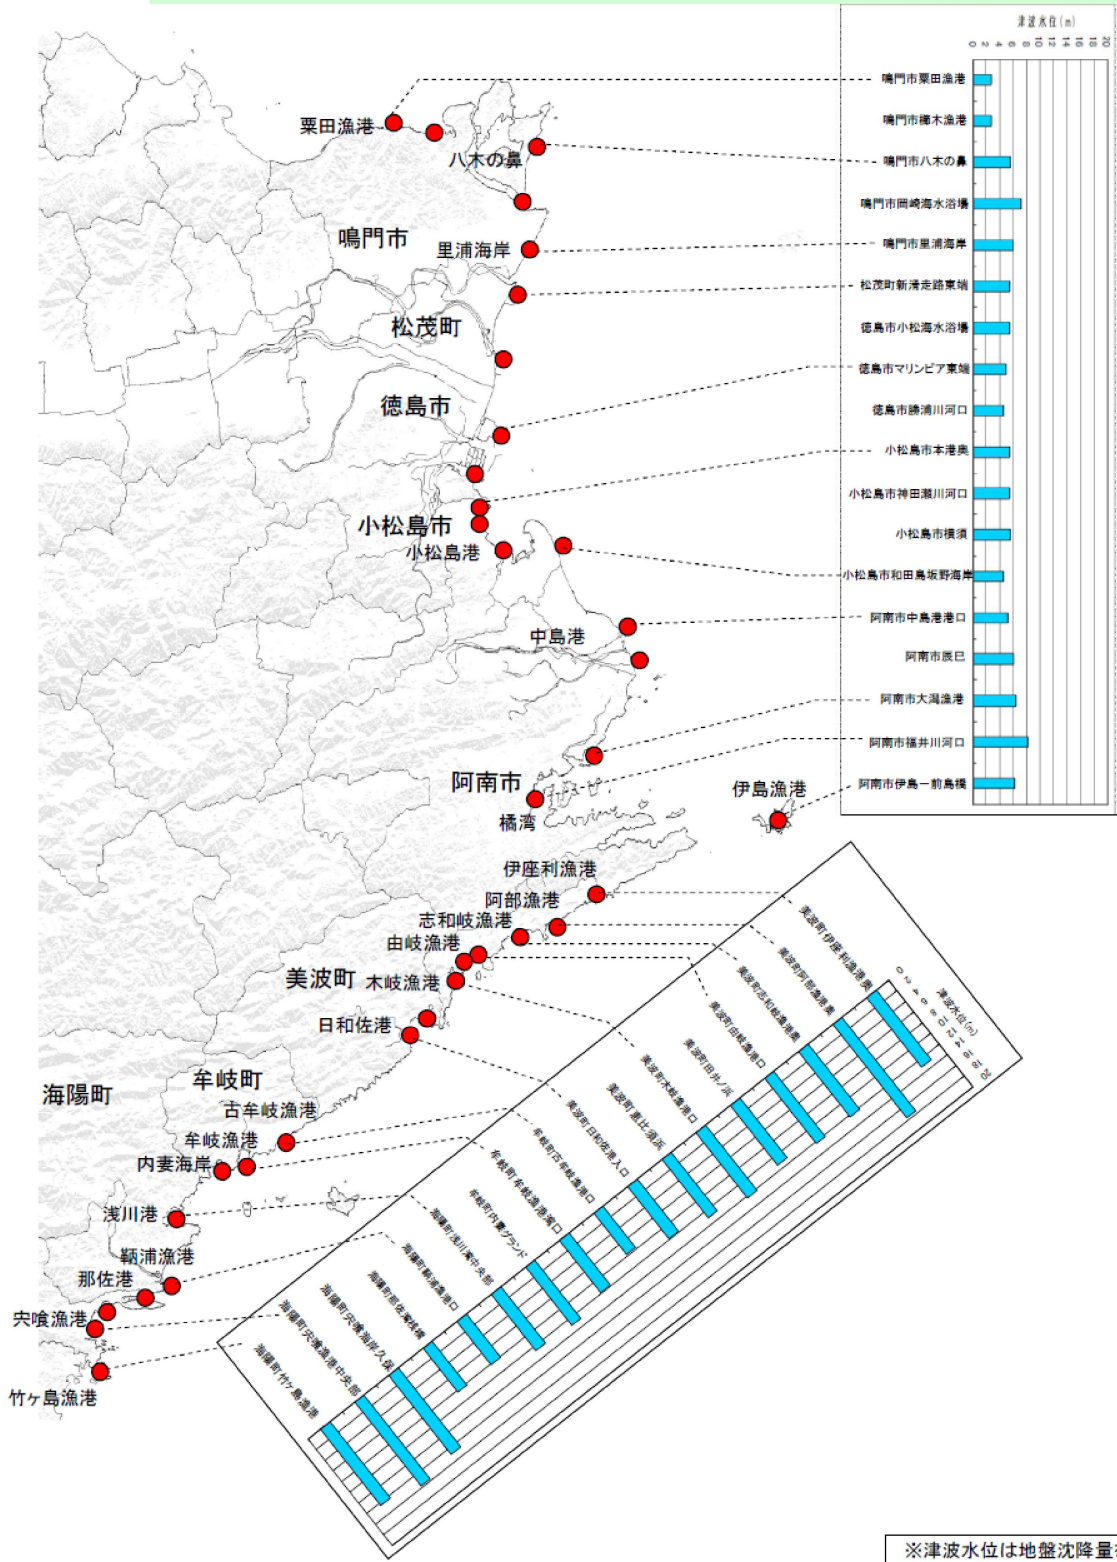 津波水位(m)
0 2 4 6 8 10 12 14 16 18 20
鳴門市粟田漁港
鳴門市櫛木漁港
鳴門市八木の鼻
鳴門市岡崎海水浴場
鳴門市里浦海岸
松茂町新滑走路東端
徳島市小松海水浴場
徳島市マリンピア東端
徳島市勝浦川河口
小松島市本港奥
小松島市神田瀬川河口
小松島市横須
小松島市和田島坂野海岸
阿南市中島港港口
阿南市辰巳
阿南市大潟漁港
阿南市福井川河口
阿南市伊島－前島橋
粟田漁港
八木の鼻
鳴門市
里浦海岸
松茂町
徳島市
小松島市
小松島港
中島港
阿南市
橘湾
伊島漁港
伊座利漁港
阿部漁港
志和岐漁港
由岐漁港
美波町
木岐漁港
日和佐港
牟岐町
海陽町
古牟岐漁港
牟岐漁港
内妻海岸
浅川港
鞆浦漁港
那佐港
宍喰漁港
竹ヶ島漁港
津波水位(m)
0 2 4 6 8 10 12 14 16 18 20
美波町伊座利漁港奥
美波町阿部漁港奥
美波町志和岐漁港奥
美波町由岐漁港口
美波町田井ノ浜
美波町木岐漁港口
美波町恵比須浜
美波町日和佐港入口
牟岐町古牟岐漁港口
牟岐町牟岐漁港湾口
牟岐町内妻グランド
海陽町浅川湾中央部
海陽町鞆浦漁港口
海陽町那佐湾桟橋
海陽町宍喰海岸久保
海陽町宍喰漁港中央部
海陽町竹ヶ島漁港
※津波水位は地盤沈降量